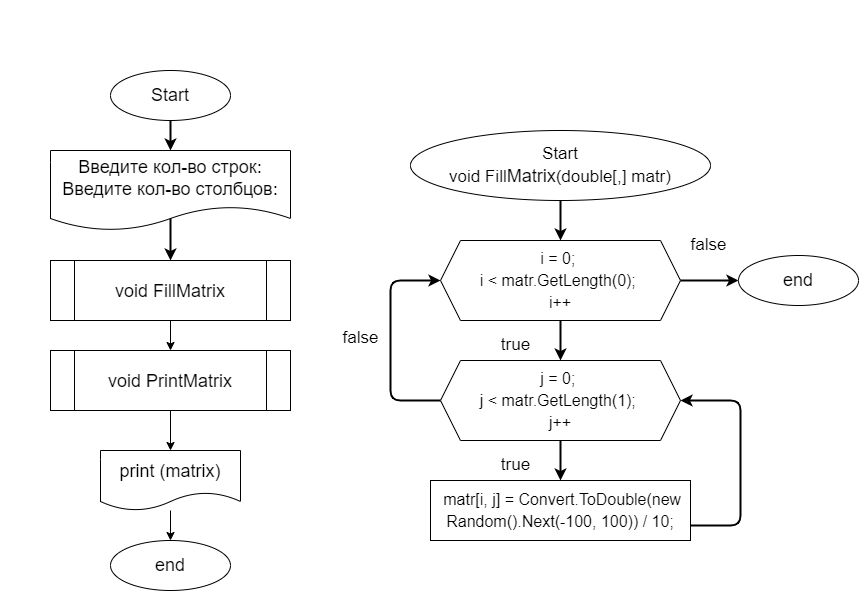 Start
Введите кол-во строк:
Введите кол-во столбцов:
void FillMatrix
void PrintMatrix
print (matrix)
end
Start
void FillMatrix(double[,] matr)
i = 0;
i < matr.GetLength(0);
i++
false
end
true
false
j = 0;
j < matr.GetLength(1);
j++
true
matr[i, j] = Convert.ToDouble(new
Random().Next(-100, 100)) / 10;